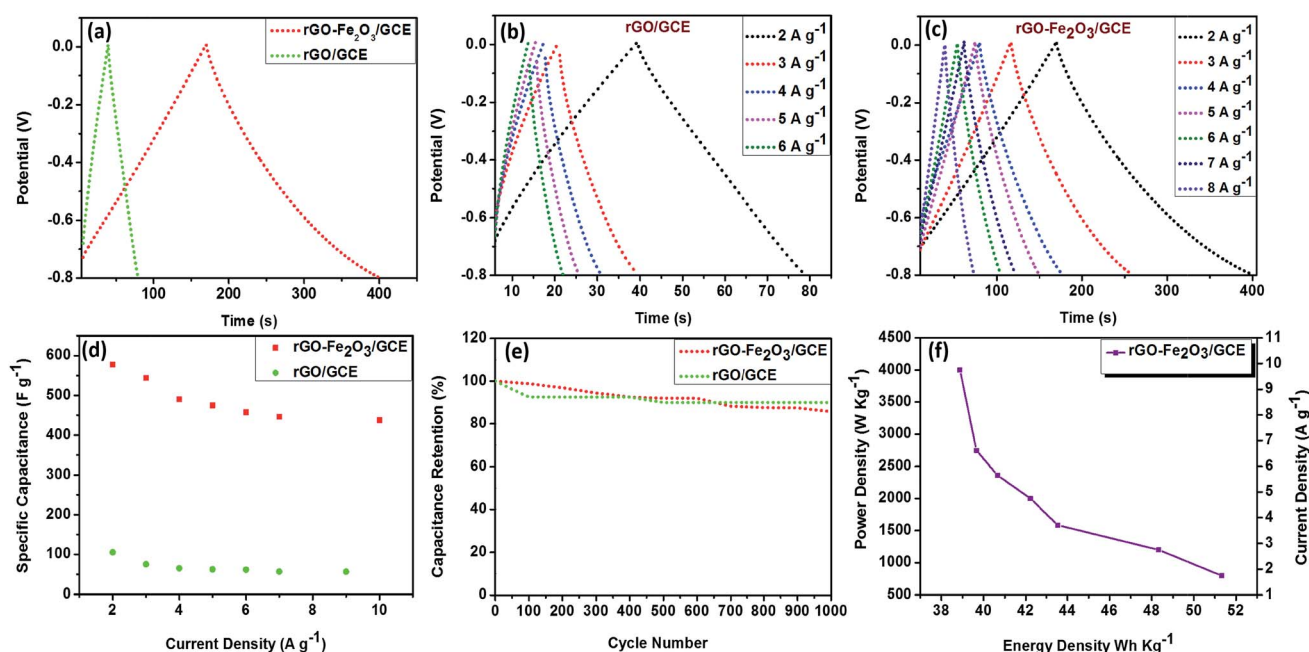 (a)
rGO-Fe₂O₃/GCE
rGO/GCE
0.0
-0.2
-0.4
-0.6
-0.8
Potential (V)
100 200 300 400
Time (s)
(b)
rGO/GCE
2 A g⁻¹
3 A g⁻¹
4 A g⁻¹
5 A g⁻¹
6 A g⁻¹
0.0
-0.2
-0.4
-0.6
-0.8
Potential (V)
10 20 30 40 50 60 70 80
Time (s)
(c)
rGO-Fe₂O₃/GCE
2 A g⁻¹
3 A g⁻¹
4 A g⁻¹
5 A g⁻¹
6 A g⁻¹
7 A g⁻¹
8 A g⁻¹
0.0
-0.2
-0.4
-0.6
-0.8
Potential (V)
100 200 300 400
Time (s)
(d)
rGO-Fe₂O₃/GCE
rGO/GCE
600
550
500
450
400
350
300
250
200
150
100
50
0
Specific Capacitance (F g⁻¹)
2 4 6 8 10
Current Density (A g⁻¹)
(e)
rGO-Fe₂O₃/GCE
rGO/GCE
120
100
80
60
40
20
0
Capacitance Retention (%)
0 100 200 300 400 500 600 700 800 900 1000
Cycle Number
(f)
rGO-Fe₂O₃/GCE
4500
4000
3500
3000
2500
2000
1500
1000
500
Power Density (W Kg⁻¹)
11
10
9
8
7
6
5
4
3
2
1
Current Density (A g⁻¹)
38 40 42 44 46 48 50 52
Energy Density Wh Kg⁻¹